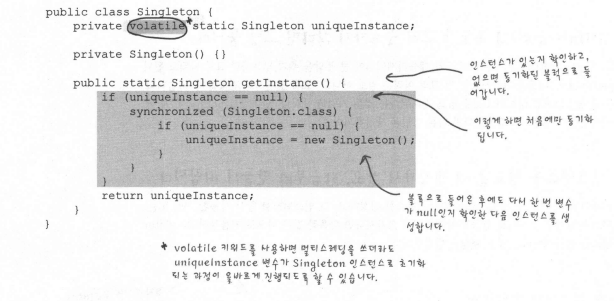 public class Singleton {
private volatile* static Singleton uniqueInstance;
private Singleton() {}
public static Singleton getInstance() {
if (uniqueInstance == null) {
synchronized (Singleton.class) {
if (uniqueInstance == null) {
uniqueInstance = new Singleton();
}
}
}
return uniqueInstance;
}
}
인스턴스가 있는지 확인하고,
없으면 동기화된 블럭으로 들
어갑니다.
이렇게 하면 처음에만 동기화
됩니다.
블록으로 들어온 후에도 다시 한 번 변수
가 null인지 확인한 다음 인스턴스를 생
성합니다.
* volatile 키워드를 사용하면 멀티스레딩을 쓰더라도
uniqueInstance 변수가 Singleton 인스턴스로 초기화
되는 과정이 올바르게 진행되도록 할 수 있습니다.